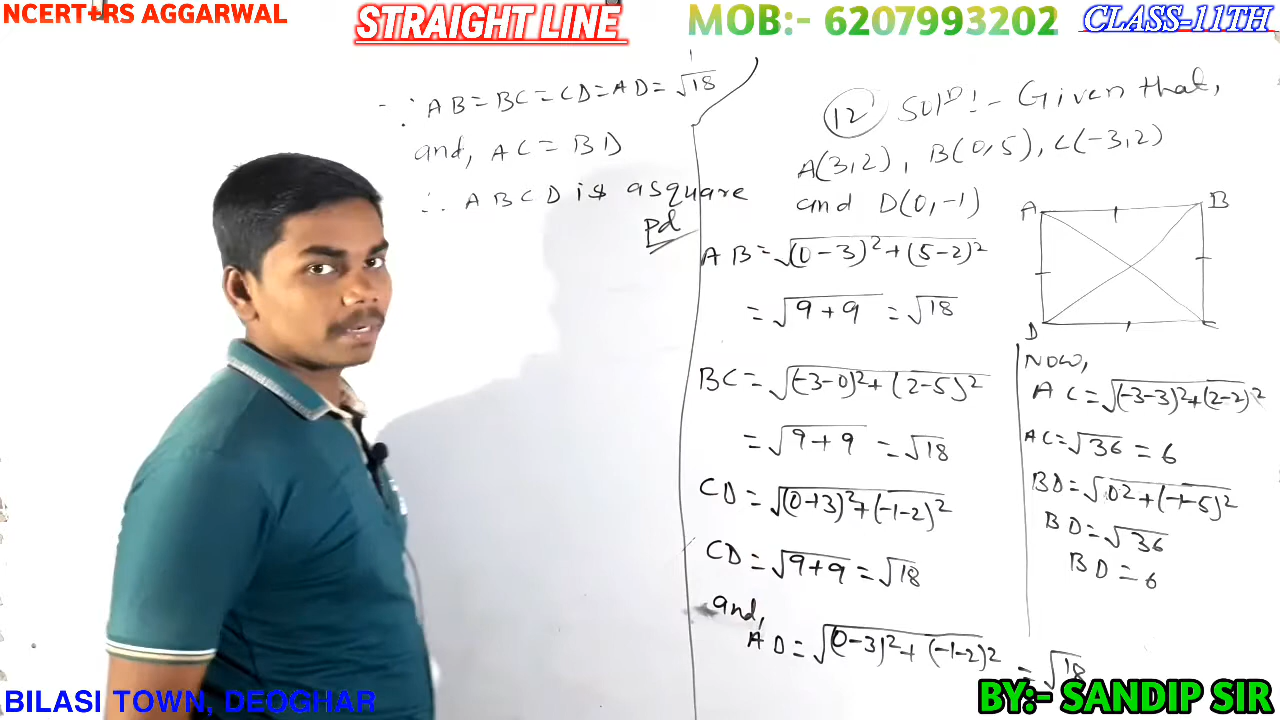 NCERT+RS AGGARWAL
STRAIGHT LINE
MOB:- 6207993202
CLASS-11TH
∵ AB = BC = CD = AD = √18
and, AC = BD
∴ ABCD is a square
pd
12 Solⁿ:- Given that,
A(3,2), B(0,5), C(-3,2)
and D(0,-1)
AB = √(0-3)²+(5-2)²
= √9+9 = √18
BC = √(-3-0)²+(2-5)²
= √9+9 = √18
CD = √(0+3)²+(-1-2)²
CD = √9+9 = √18
and,
AD = √(0-3)²+(-1-2)² = √18
A B
D C
Now,
AC = √(-3-3)²+(2-2)²
AC = √36 = 6
BD = √0²+(-1-5)²
BD = √36
BD = 6
BILASI TOWN, DEOGHAR
BY:- SANDIP SIR